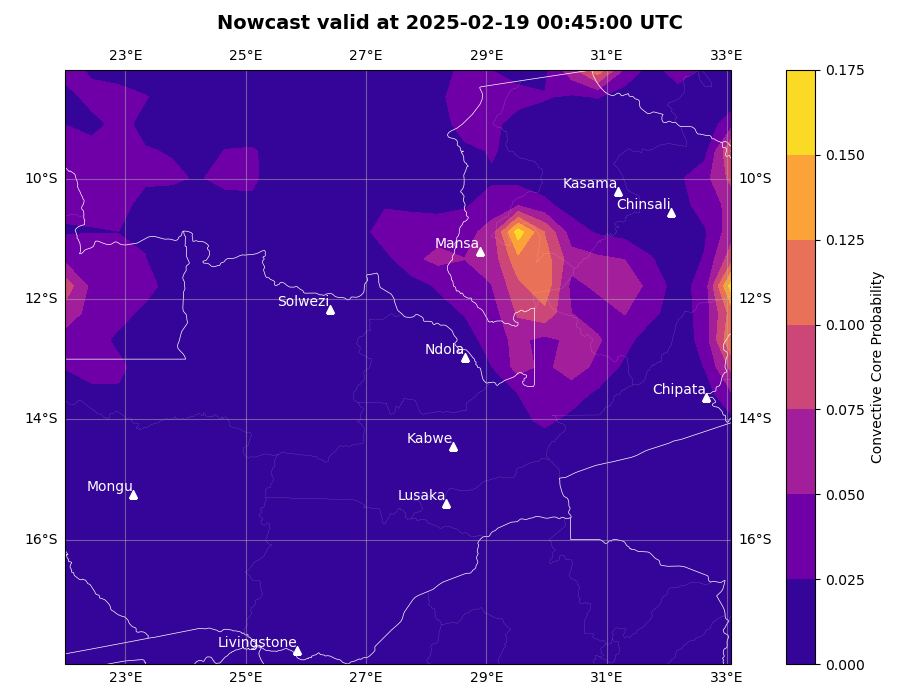 Nowcast valid at 2025-02-19 00:45:00 UTC
23°E 25°E 27°E 29°E 31°E 33°E
0.175
0.150
10°S Kasama 10°S
Chinsali
0.125
Mansa
12°S 12°S
Solwezi
0.100
Ndola
Chipata
0.075
14°S 14°S
Kabwe
Mongu
Lusaka
0.050
16°S 16°S
0.025
Livingstone
0.000
23°E 25°E 27°E 29°E 31°E 33°E
Convective Core Probability